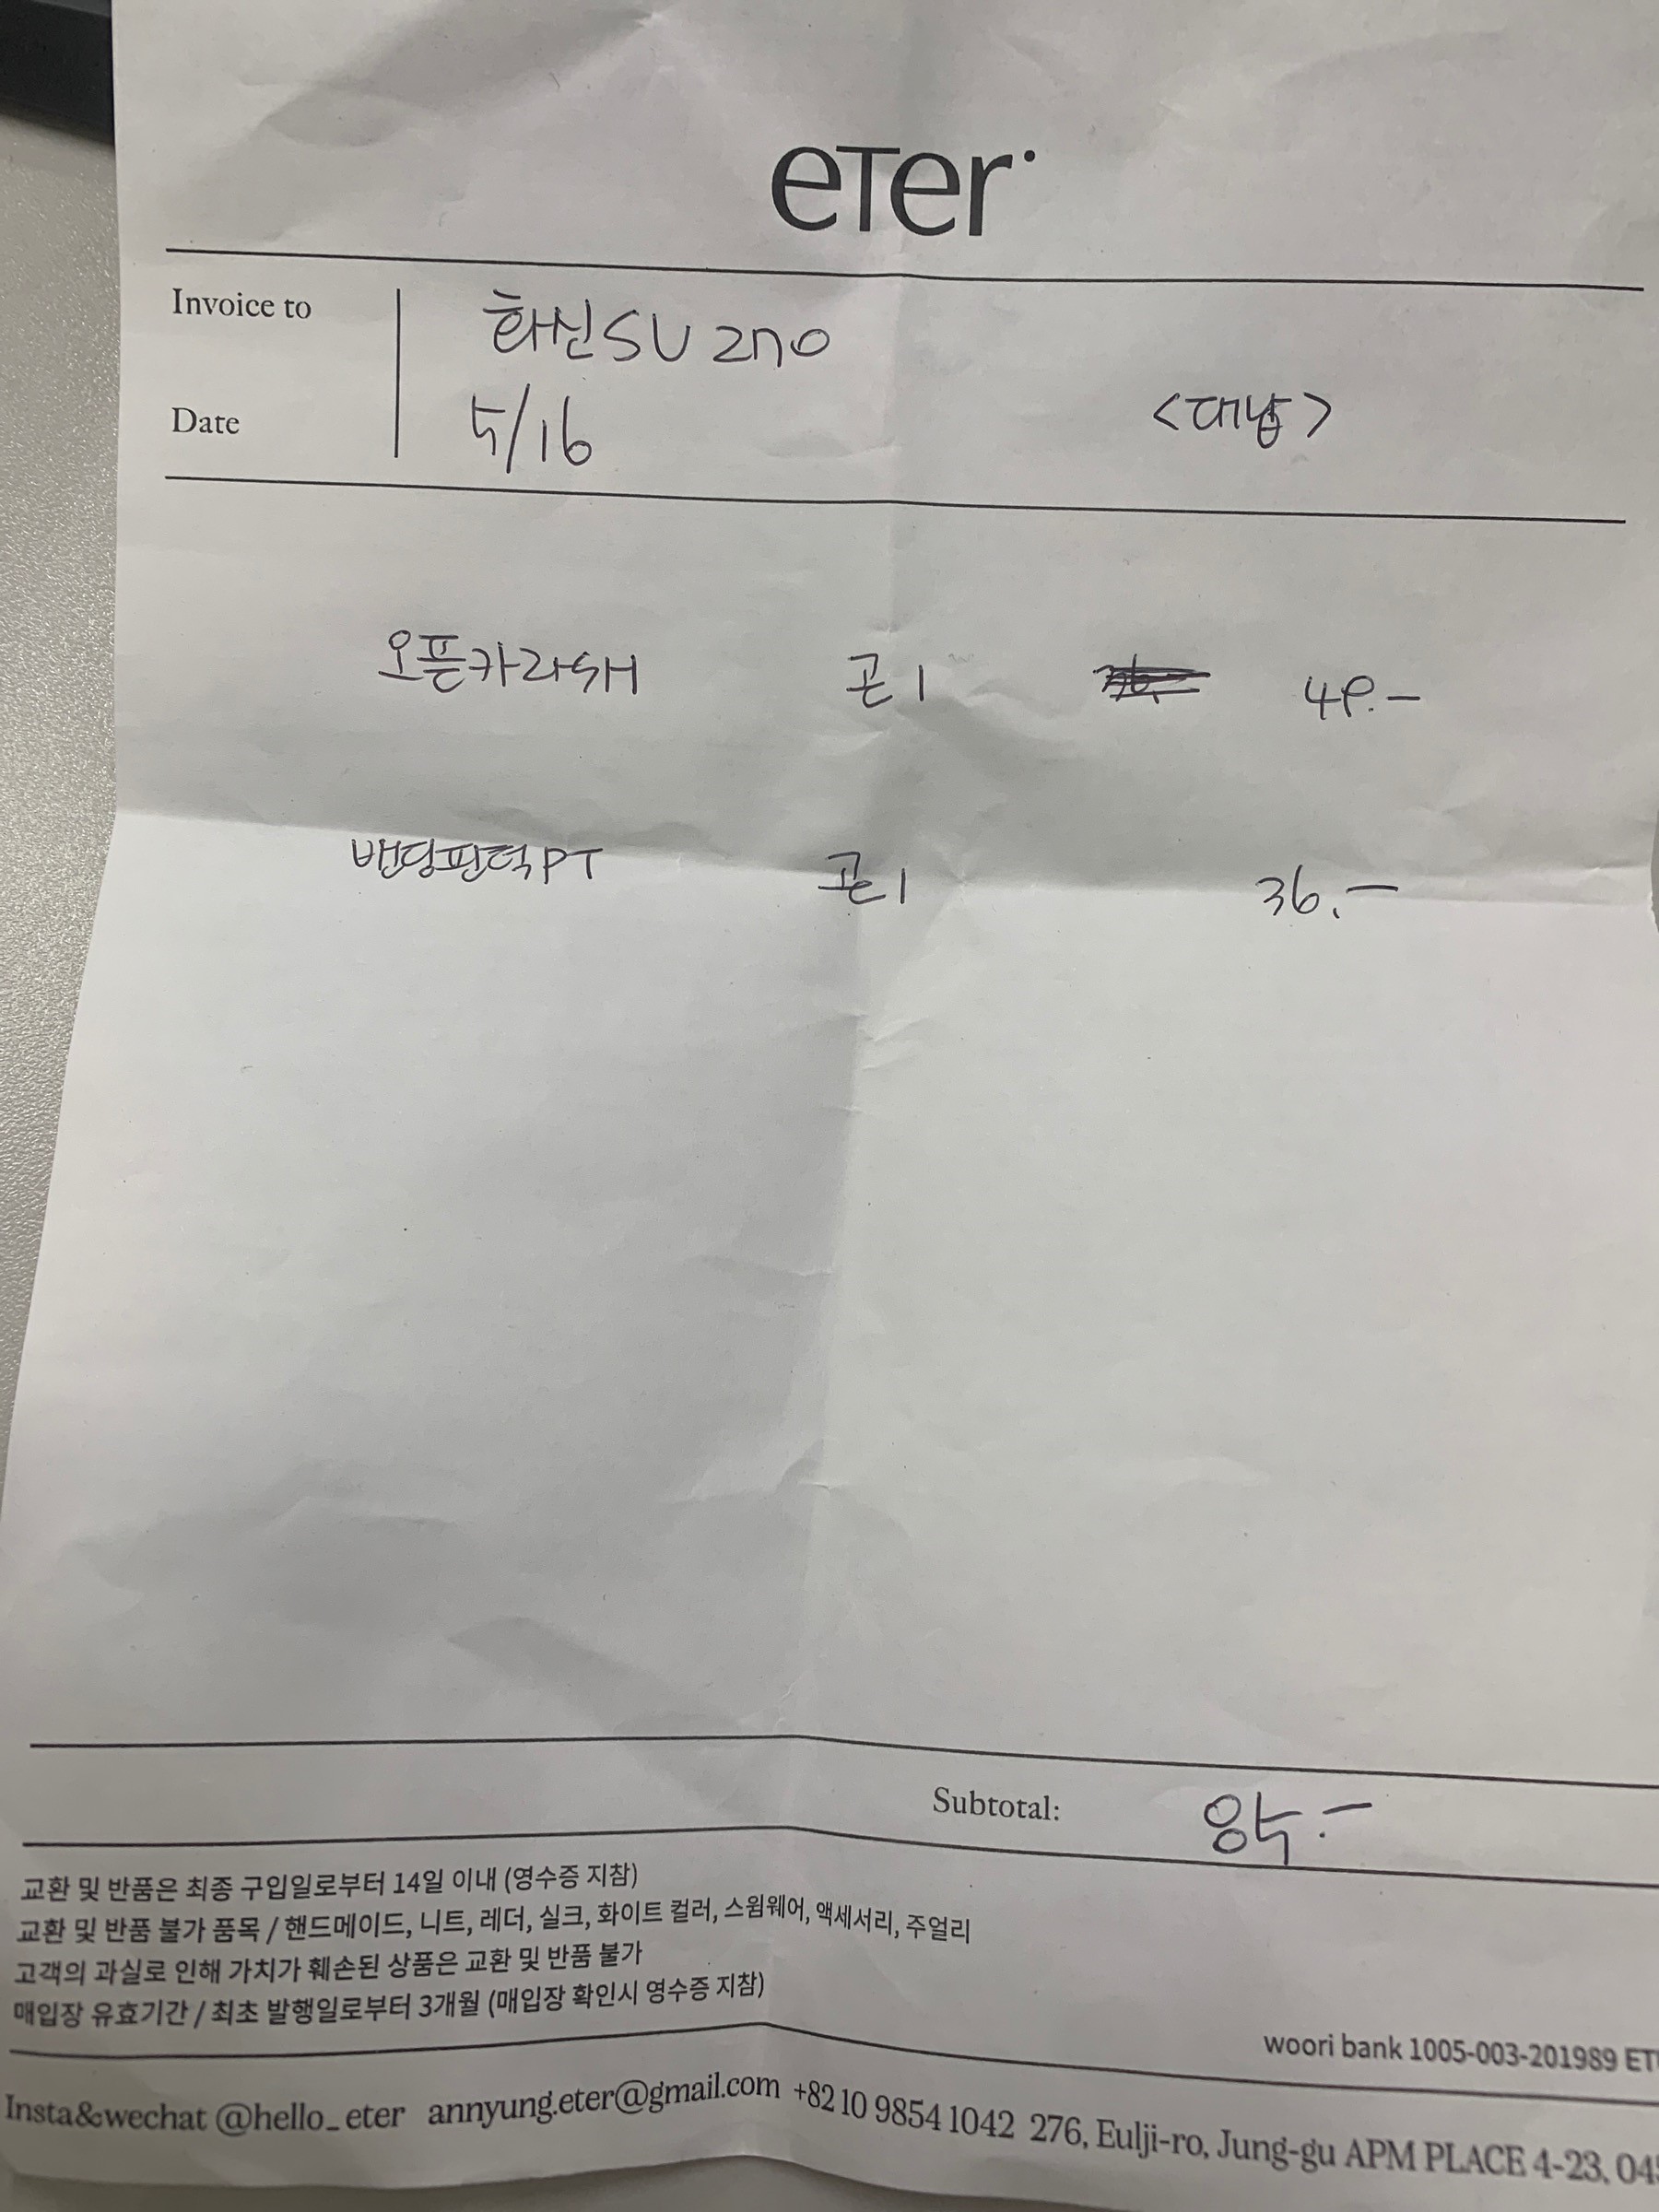 eTer·
Invoice to 화신SU 270
Date 5/16 <대납>
오픈카라SH 곤1 49.-
밴딩핀턱PT 곤1 36.-
Subtotal: 85.-
교환 및 반품은 최종 구입일로부터 14일 이내 (영수증 지참)
교환 및 반품 불가 품목 / 핸드메이드, 니트, 레더, 실크, 화이트 컬러, 스윔웨어, 액세서리, 주얼리
고객의 과실로 인해 가치가 훼손된 상품은 교환 및 반품 불가
매입장 유효기간 / 최초 발행일로부터 3개월 (매입장 확인시 영수증 지참)
woori bank 1005-003-201989
Insta&wechat @hello_eter annyung.eter@gmail.com +82 10 9854 1042 276, Eulji-ro, Jung-gu APM PLACE 4-23,